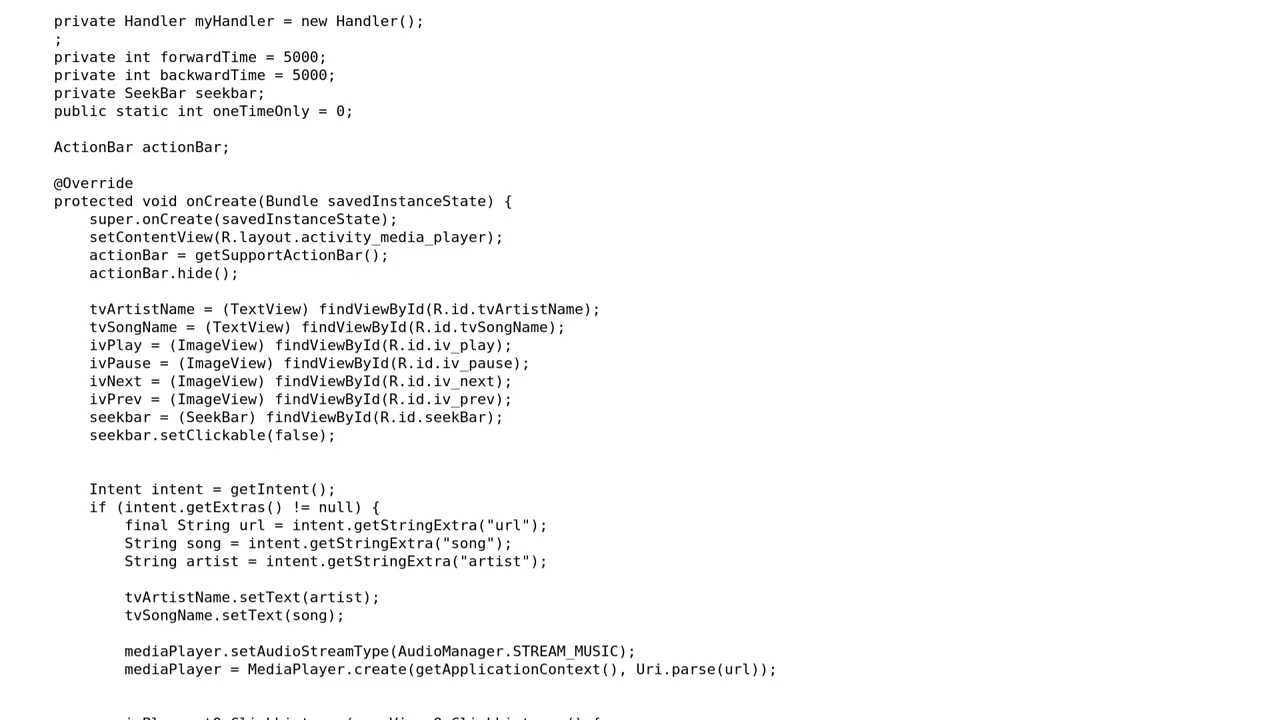 private Handler myHandler = new Handler();
;
private int forwardTime = 5000;
private int backwardTime = 5000;
private SeekBar seekbar;
public static int oneTimeOnly = 0;

ActionBar actionBar;

@Override
protected void onCreate(Bundle savedInstanceState) {
    super.onCreate(savedInstanceState);
    setContentView(R.layout.activity_media_player);
    actionBar = getSupportActionBar();
    actionBar.hide();

    tvArtistName = (TextView) findViewById(R.id.tvArtistName);
    tvSongName = (TextView) findViewById(R.id.tvSongName);
    ivPlay = (ImageView) findViewById(R.id.iv_play);
    ivPause = (ImageView) findViewById(R.id.iv_pause);
    ivNext = (ImageView) findViewById(R.id.iv_next);
    ivPrev = (ImageView) findViewById(R.id.iv_prev);
    seekbar = (SeekBar) findViewById(R.id.seekBar);
    seekbar.setClickable(false);


    Intent intent = getIntent();
    if (intent.getExtras() != null) {
        final String url = intent.getStringExtra("url");
        String song = intent.getStringExtra("song");
        String artist = intent.getStringExtra("artist");

        tvArtistName.setText(artist);
        tvSongName.setText(song);

        mediaPlayer.setAudioStreamType(AudioManager.STREAM_MUSIC);
        mediaPlayer = MediaPlayer.create(getApplicationContext(), Uri.parse(url));